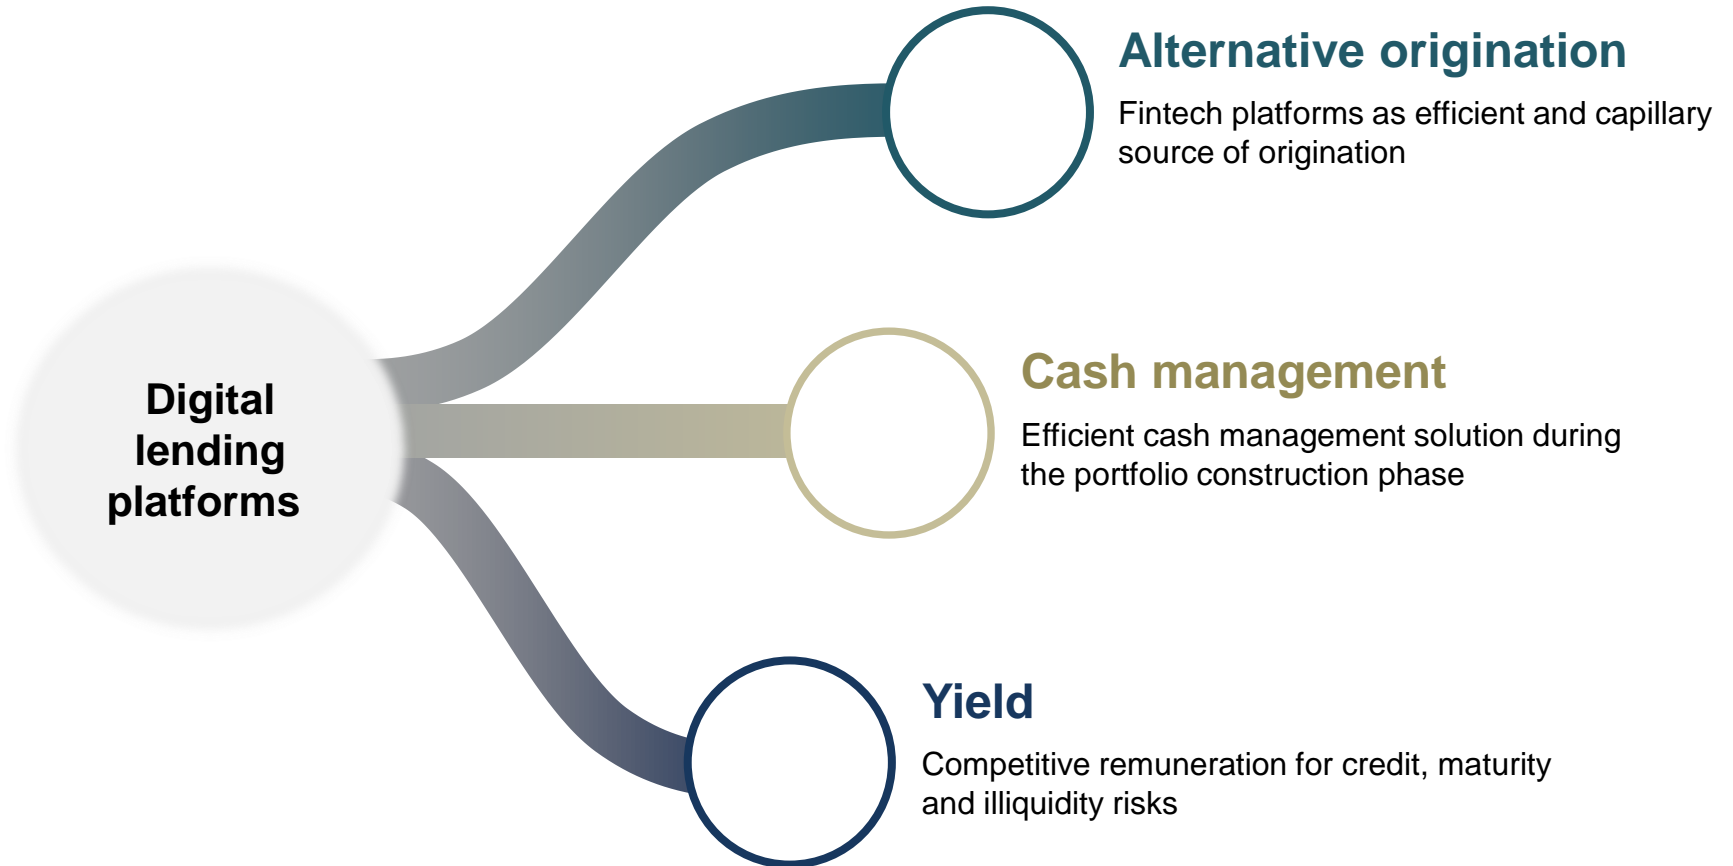 Alternative origination
Fintech platforms as efficient and capillary
source of origination
Digital
lending
platforms
Cash management
Efficient cash management solution during
the portfolio construction phase
Yield
Competitive remuneration for credit, maturity
and illiquidity risks